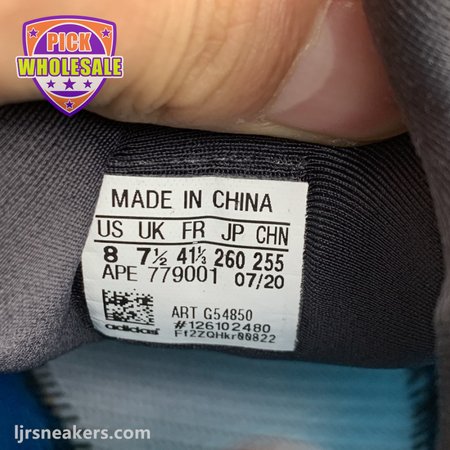 PICK
WHOLESALE
MADE IN CHINA
US UK FR JP CHN
8 7½ 41⅓ 260 255
APE 779001 07/20
ART G54850
adidas #126102480
Ff2ZQHkr00822
ljrsneakers.com